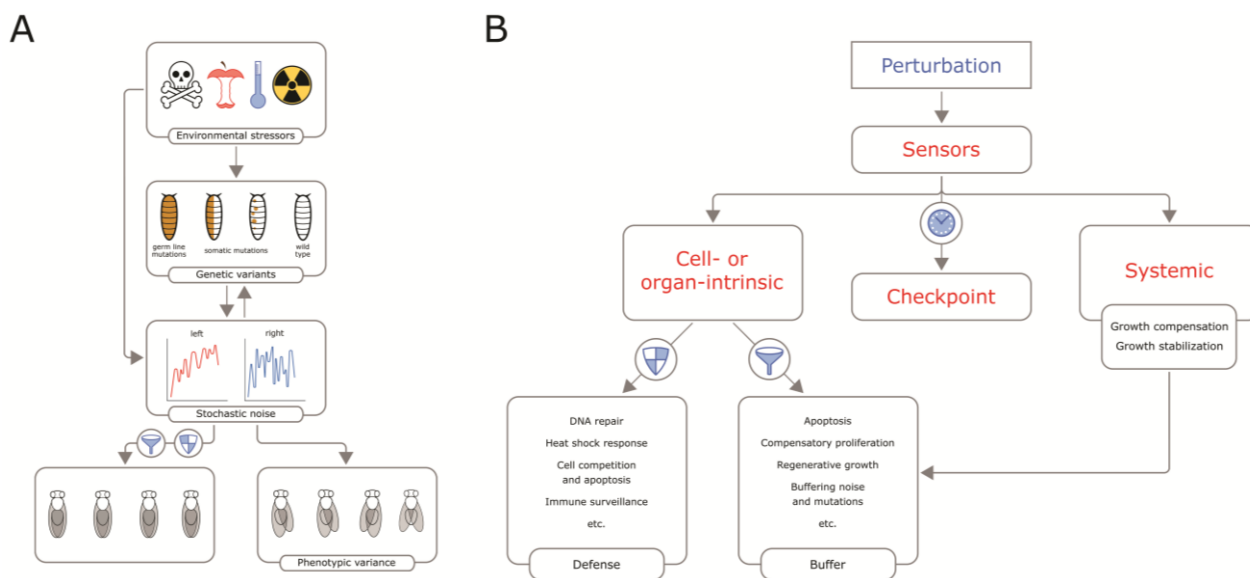 A
Environmental stressors
germ line
mutations
somatic mutations
wild
type
Genetic variants
left
right
Stochastic noise
Phenotypic variance
B
Perturbation
Sensors
Cell- or
organ-intrinsic
Checkpoint
Systemic
Growth compensation
Growth stabilization
DNA repair
Heat shock response
Cell competition
and apoptosis
Immune surveillance
etc.
Defense
Apoptosis
Compensatory proliferation
Regenerative growth
Buffering noise
and mutations
etc.
Buffer